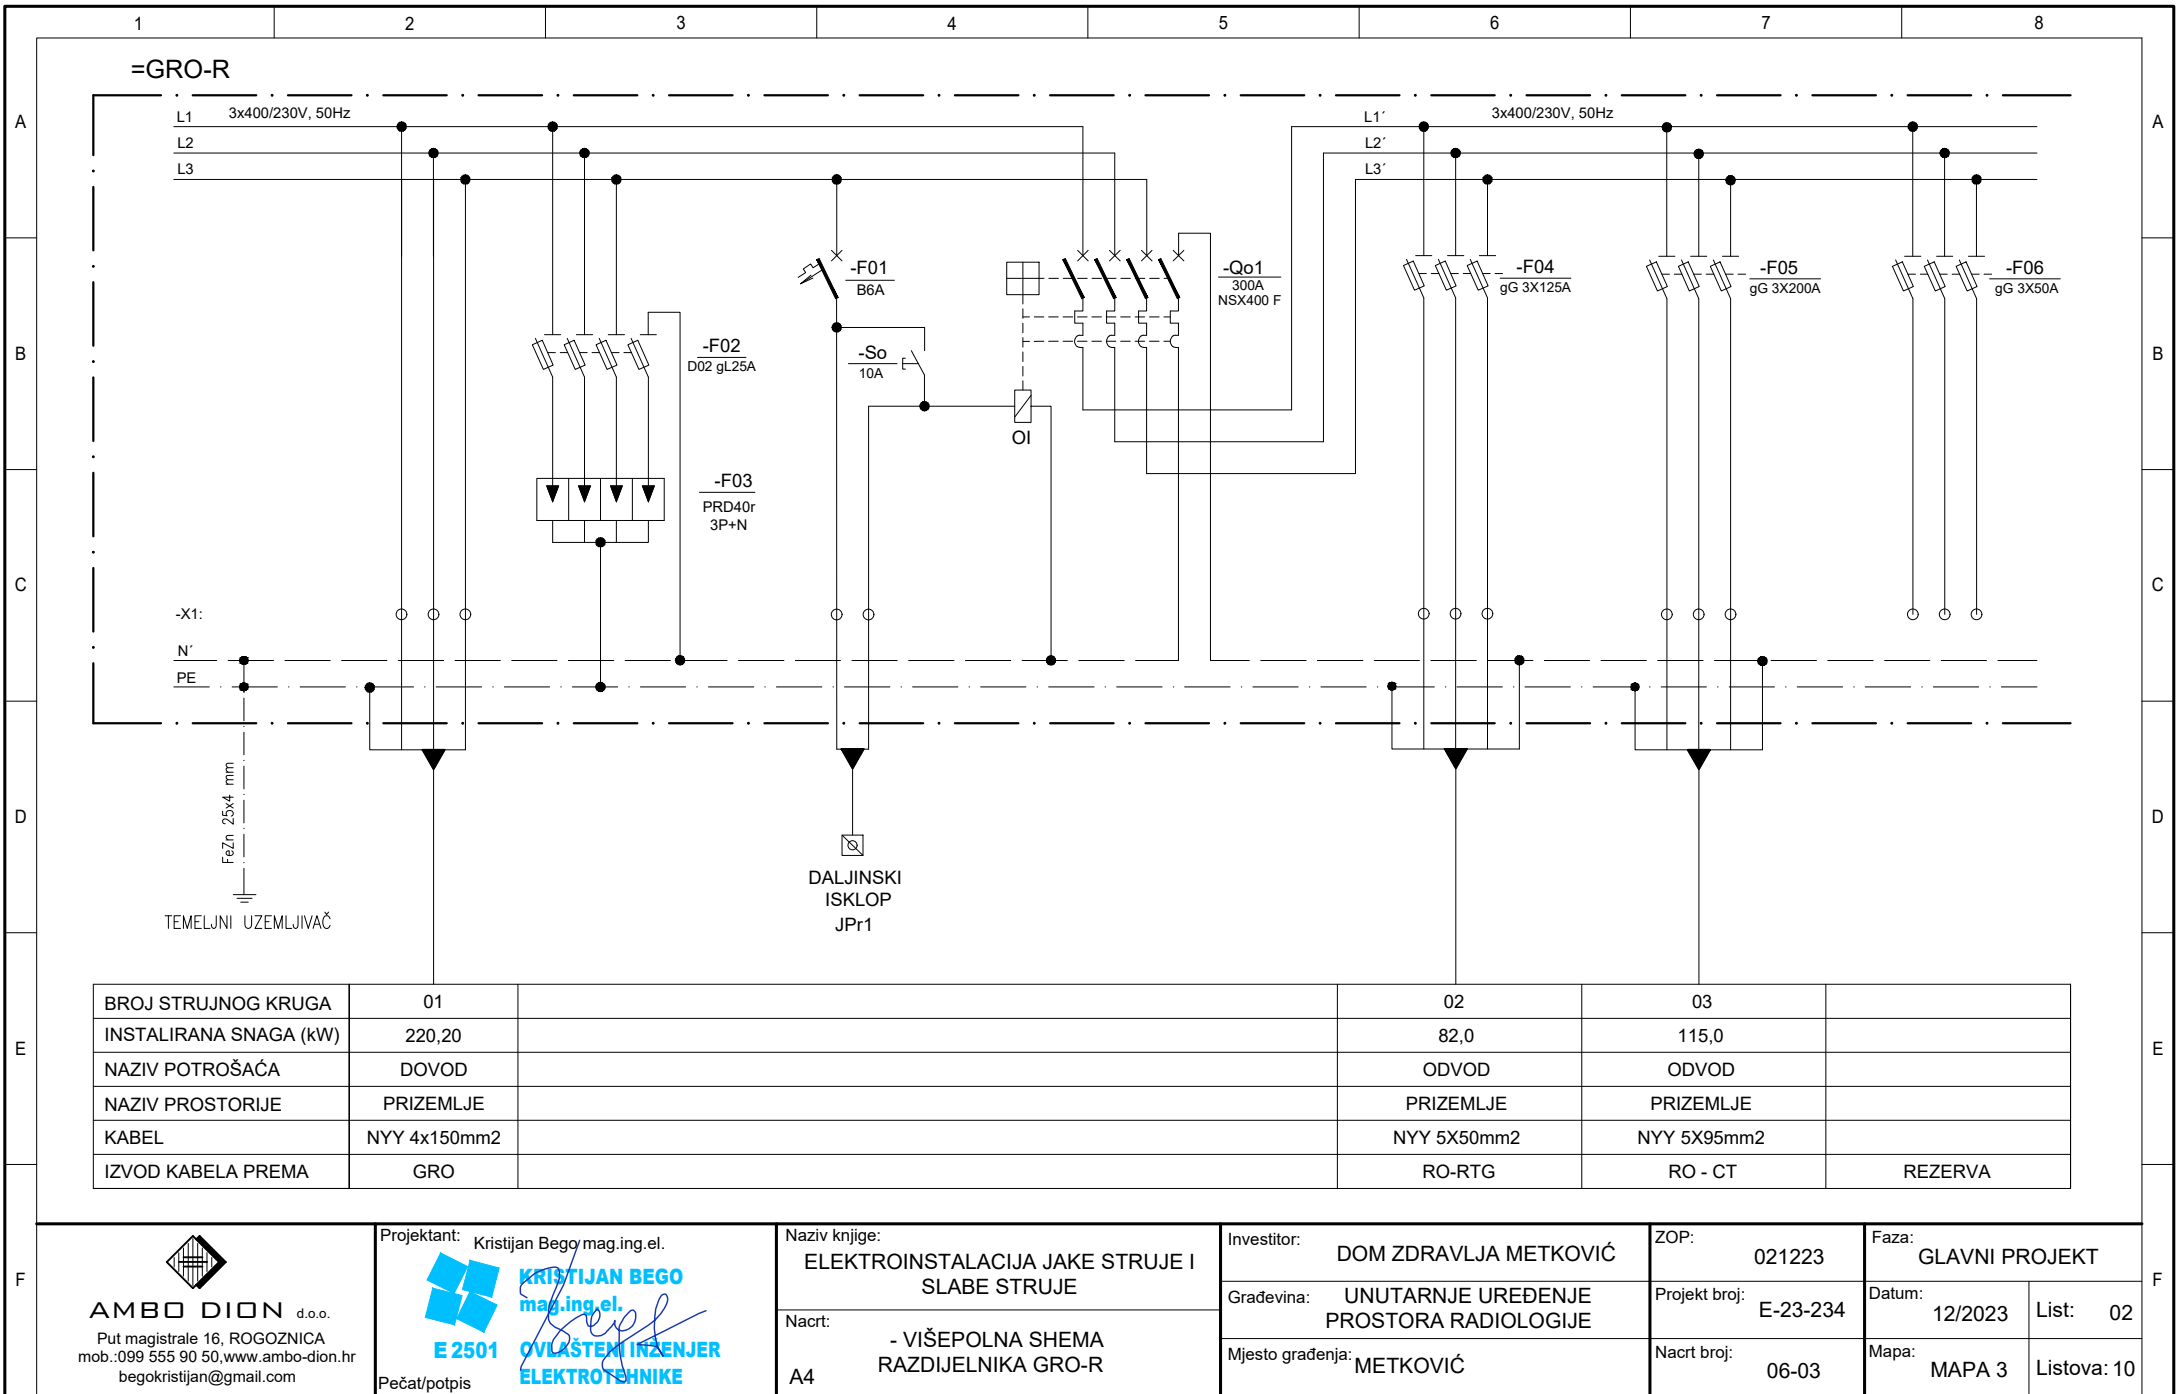 1 2 3 4 5 6 7 8
=GRO-R
A A
L1 3x400/230V, 50Hz
L2
L3
L1´ 3x400/230V, 50Hz
L2´
L3´
-F01
B6A
-Qo1
300A
NSX400 F
-F04
gG 3X125A
-F05
gG 3X200A
-F06
gG 3X50A
B B
-F02
D02 gL25A
-So
10A
OI
-F03
PRD40r
3P+N
C C
-X1:
N´
PE
D D
FeZn 25x4 mm
TEMELJNI UZEMLJIVAČ
DALJINSKI
ISKLOP
JPr1
E E
BROJ STRUJNOG KRUGA 01 02 03
INSTALIRANA SNAGA (kW) 220,20 82,0 115,0
NAZIV POTROŠAĆA DOVOD ODVOD ODVOD
NAZIV PROSTORIJE PRIZEMLJE PRIZEMLJE PRIZEMLJE
KABEL NYY 4x150mm2 NYY 5X50mm2 NYY 5X95mm2
IZVOD KABELA PREMA GRO RO-RTG RO - CT REZERVA
F F
AMBO DION d.o.o.
Put magistrale 16, ROGOZNICA
mob.:099 555 90 50,www.ambo-dion.hr
begokristijan@gmail.com
Projektant: Kristijan Bego mag.ing.el.
KRISTIJAN BEGO
mag.ing.el.
E 2501 OVLAŠTENI INŽENJER
ELEKTROTEHNIKE
Pečat/potpis
Naziv knjige:
ELEKTROINSTALACIJA JAKE STRUJE I
SLABE STRUJE
Nacrt:
- VIŠEPOLNA SHEMA
RAZDIJELNIKA GRO-R
A4
Investitor: DOM ZDRAVLJA METKOVIĆ
Građevina: UNUTARNJE UREĐENJE
PROSTORA RADIOLOGIJE
Mjesto građenja: METKOVIĆ
ZOP: 021223
Projekt broj: E-23-234
Nacrt broj: 06-03
Faza: GLAVNI PROJEKT
Datum: 12/2023 List: 02
Mapa: MAPA 3 Listova: 10